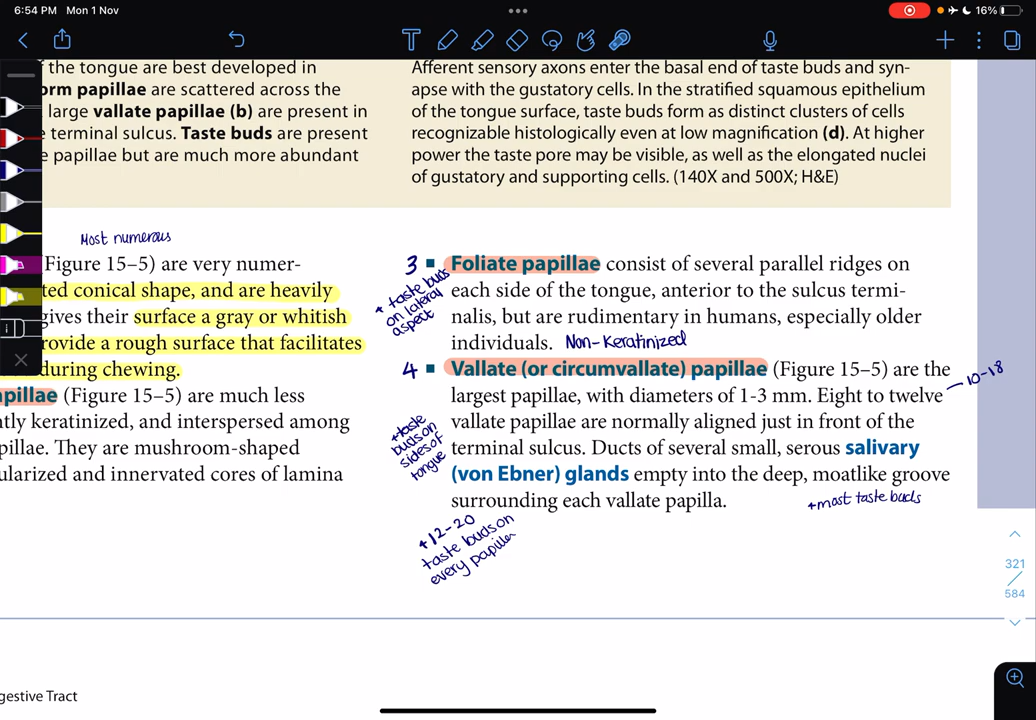 6:54 PM Mon 1 Nov
16%
f the tongue are best developed in
orm papillae are scattered across the
large vallate papillae (b) are present in
e terminal sulcus. Taste buds are present
e papillae but are much more abundant
Afferent sensory axons enter the basal end of taste buds and syn-
apse with the gustatory cells. In the stratified squamous epithelium
of the tongue surface, taste buds form as distinct clusters of cells
recognizable histologically even at low magnification (d). At higher
power the taste pore may be visible, as well as the elongated nuclei
of gustatory and supporting cells. (140X and 500X; H&E)
Most numerous
(Figure 15–5) are very numer-
ted conical shape, and are heavily
gives their surface a gray or whitish
rovide a rough surface that facilitates
during chewing.
apillae (Figure 15–5) are much less
ntly keratinized, and interspersed among
pillae. They are mushroom-shaped
ularized and innervated cores of lamina
3 ■ Foliate papillae consist of several parallel ridges on
each side of the tongue, anterior to the sulcus termi-
nalis, but are rudimentary in humans, especially older
individuals. Non-Keratinized
+ taste buds
on lateral
aspect
4 ■ Vallate (or circumvallate) papillae (Figure 15–5) are the
largest papillae, with diameters of 1-3 mm. Eight to twelve
10-18
vallate papillae are normally aligned just in front of the
terminal sulcus. Ducts of several small, serous salivary
(von Ebner) glands empty into the deep, moatlike groove
surrounding each vallate papilla.
+most taste buds
+taste
buds on
sides of
tongue
+12-20
taste buds on
every papillae
321
584
gestive Tract